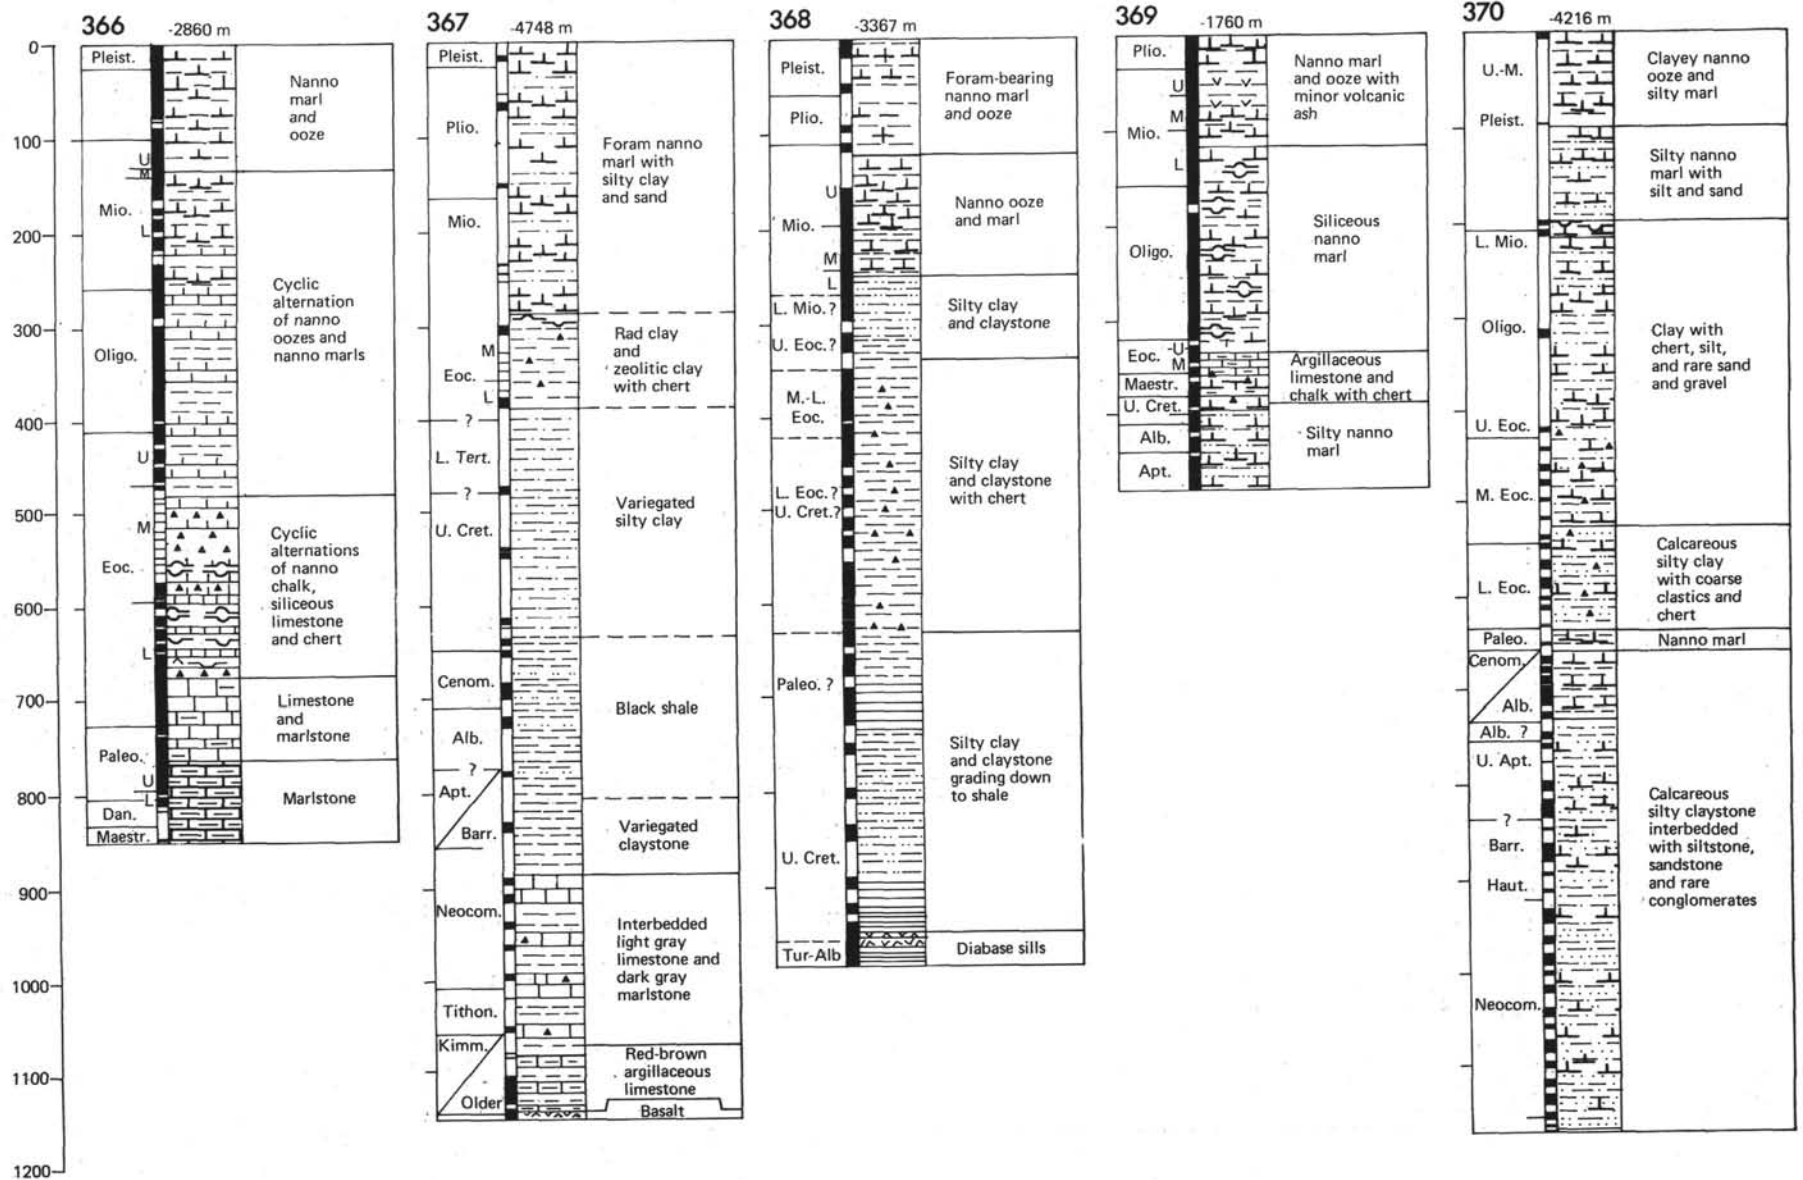 0
100
200
300
400
500
600
700
800
900
1000
1100
1200
366
-2860 m
Pleist.
U
M
Mio.
L
Oligo.
U
M
Eoc.
L
Paleo.
U
L
Dan.
Maestr.
Nanno
marl
and
ooze
Cyclic
alternation
of nanno
oozes and
nanno marls
Cyclic
alternations
of nanno
chalk,
siliceous
limestone
and chert
Limestone
and
marlstone
Marlstone
367
-4748 m
Pleist.
Plio.
Mio.
M
Eoc.
L
?
L. Tert.
?
U. Cret.
Cenom.
Alb.
?
Apt.
Barr.
Neocom.
Tithon.
Kimm.
Older
Foram nanno
marl with
silty clay
and sand
Rad clay
and
zeolitic clay
with chert
Variegated
silty clay
Black shale
Variegated
claystone
Interbedded
light gray
limestone and
dark gray
marlstone
Red-brown
argillaceous
limestone
Basalt
368
-3367 m
Pleist.
Plio.
U
Mio.
M
L
L. Mio.?
U. Eoc.?
M.-L.
Eoc.
L. Eoc.?
U. Cret.?
Paleo. ?
U. Cret.
Tur-Alb
Foram-bearing
nanno marl
and ooze
Nanno ooze
and marl
Silty clay
and claystone
Silty clay
and claystone
with chert
Silty clay
and claystone
grading down
to shale
Diabase sills
369
-1760 m
Plio.
U
M
Mio.
L
Oligo.
Eoc.
U
M
Maestr.
U. Cret.
Alb.
Apt.
Nanno marl
and ooze with
minor volcanic
ash
Siliceous
nanno
marl
Argillaceous
limestone and
chalk with chert
Silty nanno
marl
370
-4216 m
U.-M.
Pleist.
L. Mio.
Oligo.
U. Eoc.
M. Eoc.
L. Eoc.
Paleo.
Cenom.
Alb.
Alb. ?
U. Apt.
?
Barr.
Haut.
Neocom.
Clayey nanno
ooze and
silty marl
Silty nanno
marl with
silt and sand
Clay with
chert, silt,
and rare sand
and gravel
Calcareous
silty clay
with coarse
clastics and
chert
Nanno marl
Calcareous
silty claystone
interbedded
with siltstone,
sandstone
and rare
conglomerates